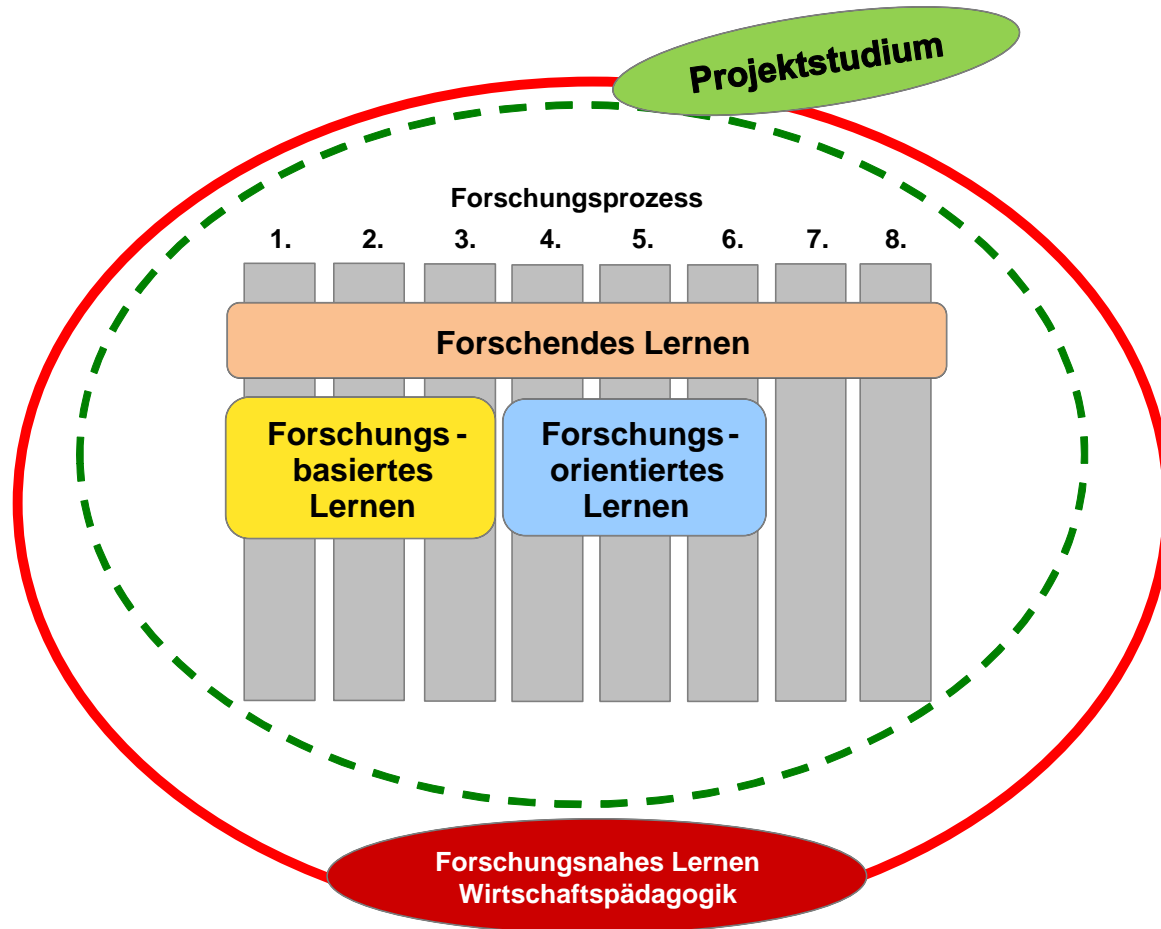 Projektstudium
Forschungsprozess
1. 2. 3. 4. 5. 6. 7. 8.
Forschendes Lernen
Forschungs -
basiertes
Lernen
Forschungs -
orientiertes
Lernen
Forschungsnahes Lernen
Wirtschaftspädagogik